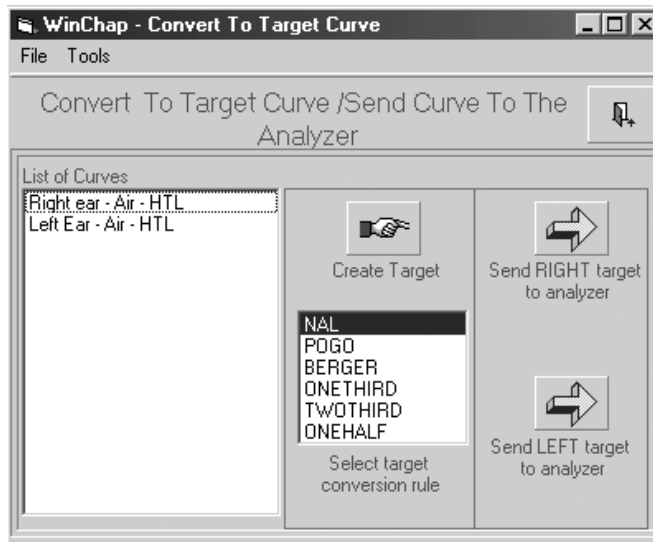 WinChap - Convert To Target Curve
File Tools
Convert To Target Curve /Send Curve To The
Analyzer
List of Curves
Right ear - Air - HTL
Left Ear - Air - HTL
Create Target
NAL
POGO
BERGER
ONETHIRD
TWOTHIRD
ONEHALF
Select target
conversion rule
Send RIGHT target
to analyzer
Send LEFT target
to analyzer